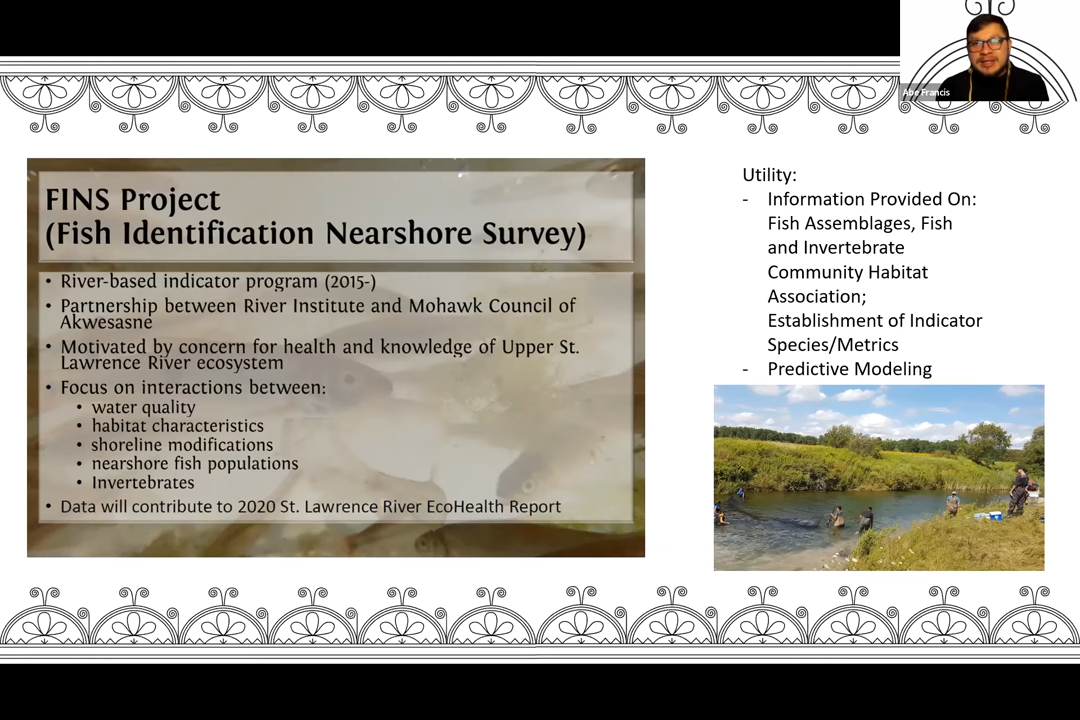 Abe Francis
FINS Project
(Fish Identification Nearshore Survey)
• River-based indicator program (2015-)
• Partnership between River Institute and Mohawk Council of
Akwesasne
• Motivated by concern for health and knowledge of Upper St.
Lawrence River ecosystem
• Focus on interactions between:
• water quality
• habitat characteristics
• shoreline modifications
• nearshore fish populations
• Invertebrates
• Data will contribute to 2020 St. Lawrence River EcoHealth Report
Utility:
- Information Provided On:
Fish Assemblages, Fish
and Invertebrate
Community Habitat
Association;
Establishment of Indicator
Species/Metrics
- Predictive Modeling